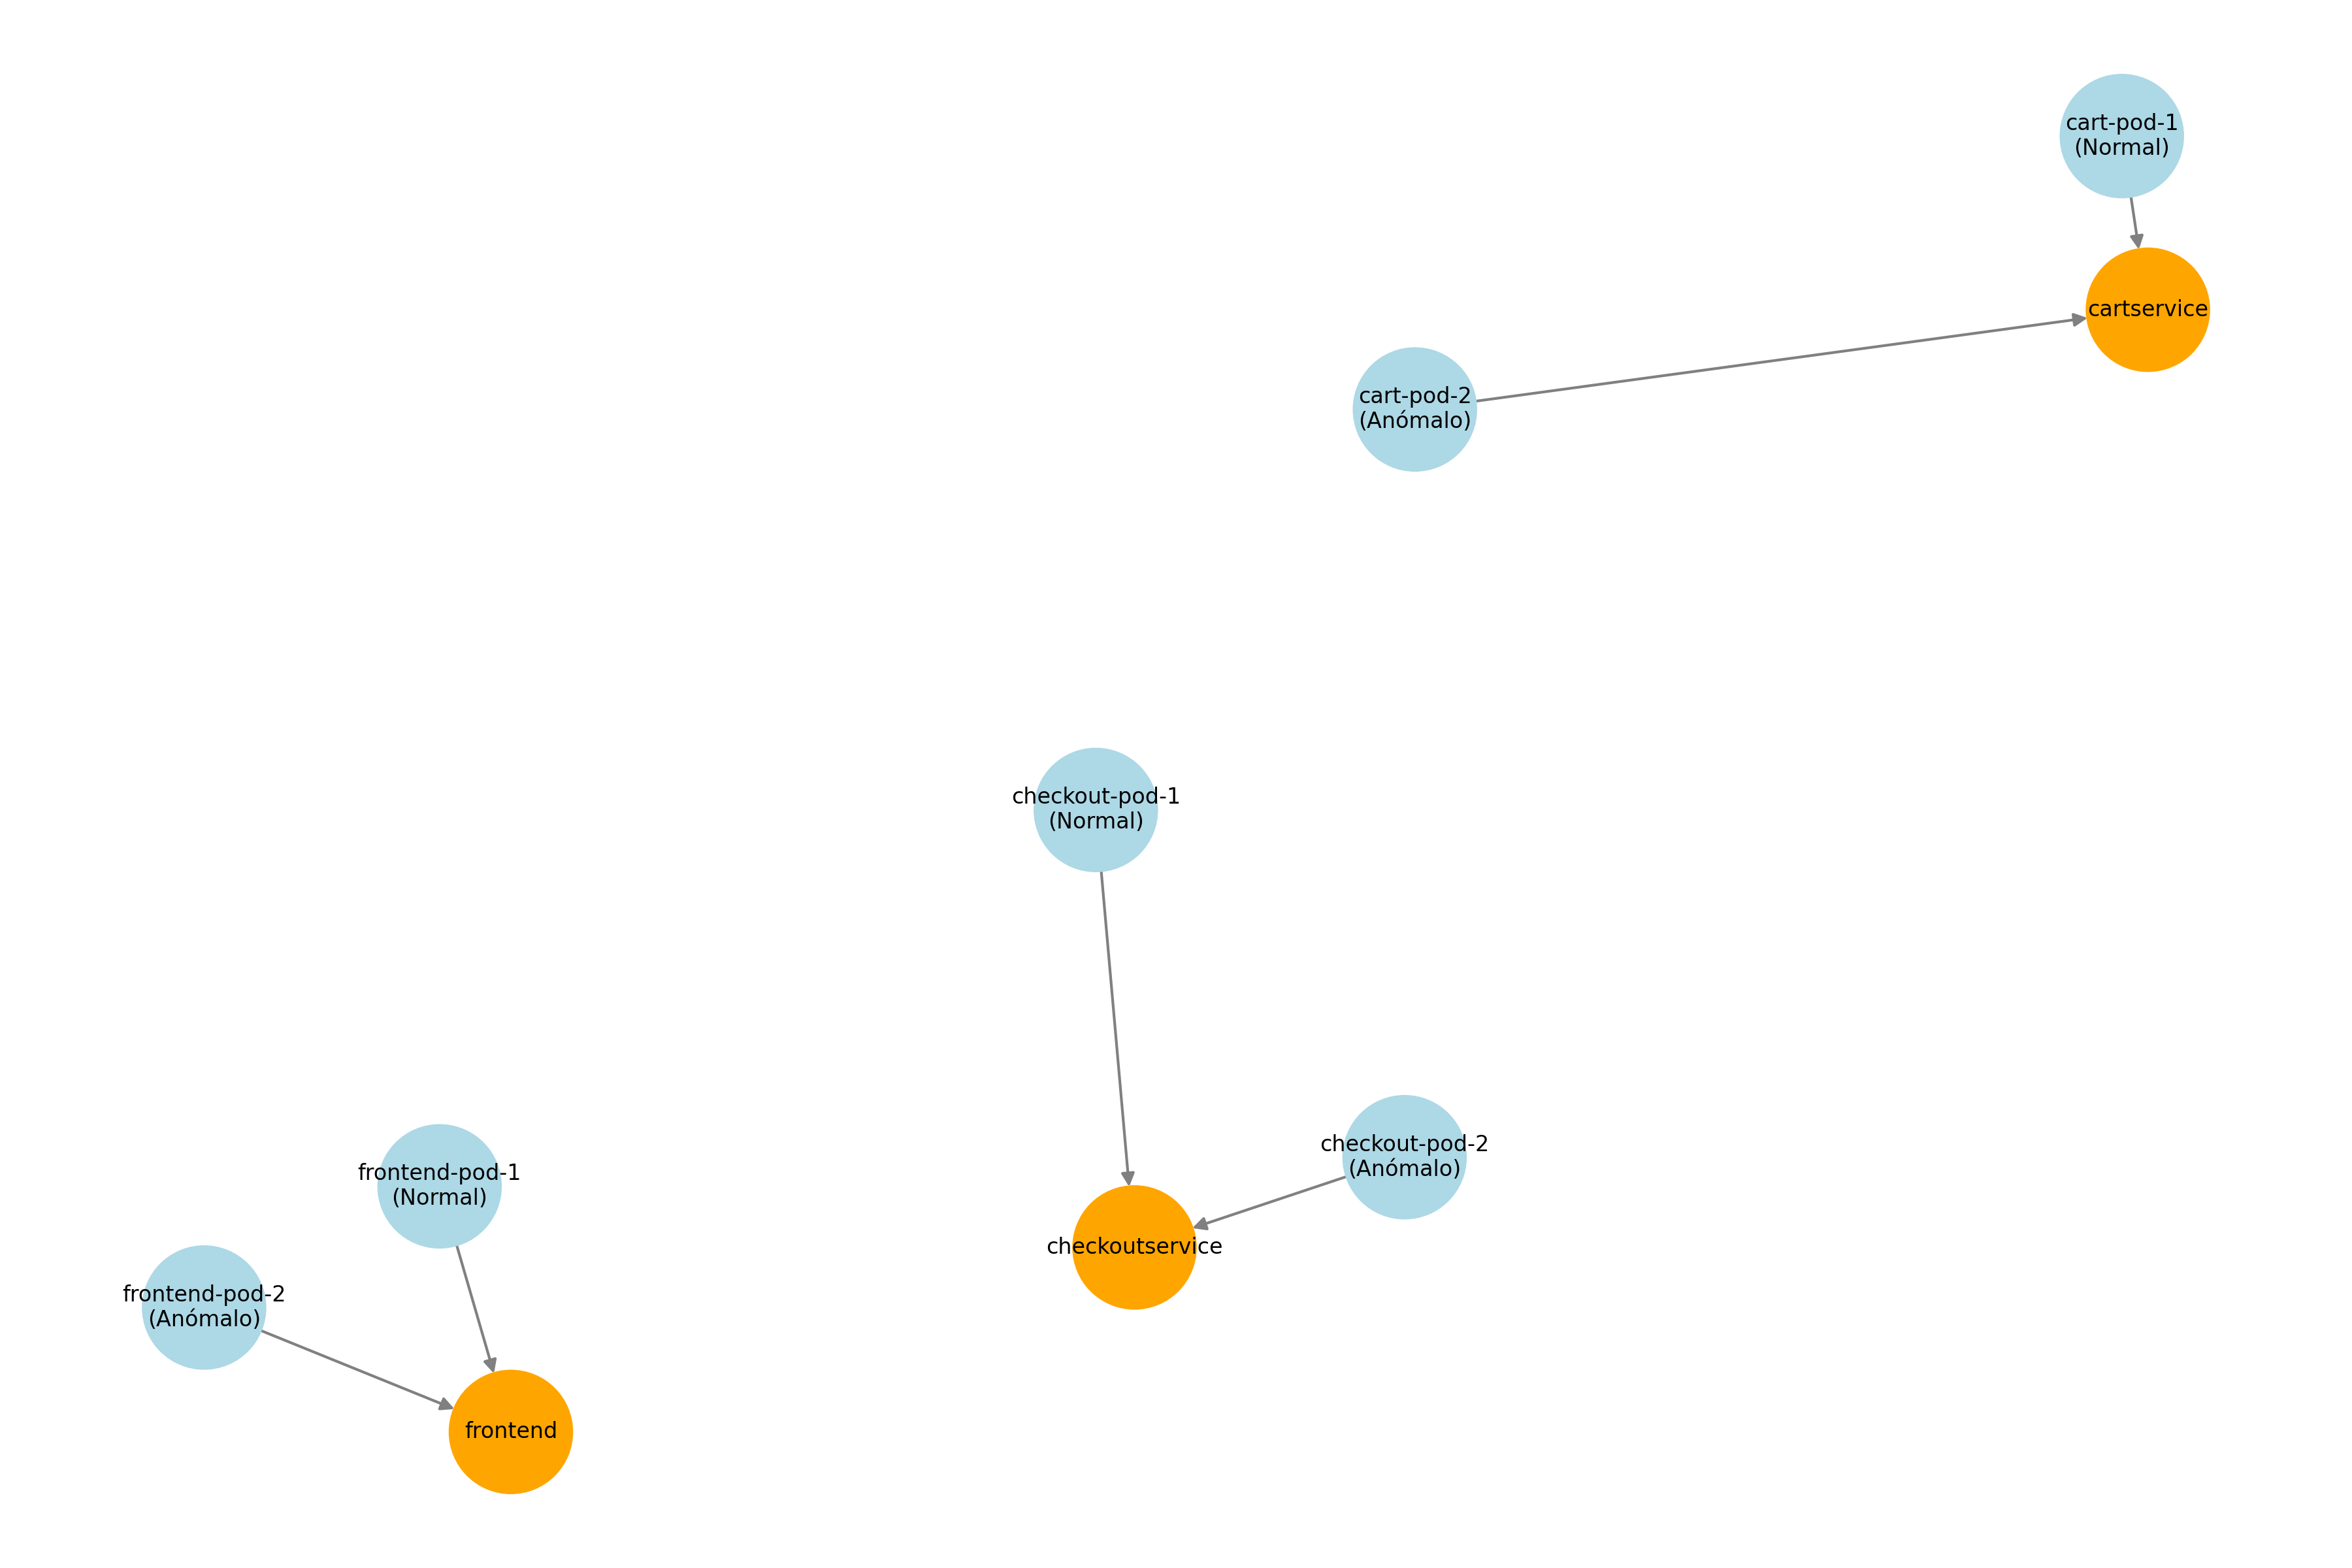 cart-pod-1
(Normal)
cartservice
cart-pod-2
(Anómalo)
checkout-pod-1
(Normal)
checkout-pod-2
(Anómalo)
checkoutservice
frontend-pod-1
(Normal)
frontend-pod-2
(Anómalo)
frontend